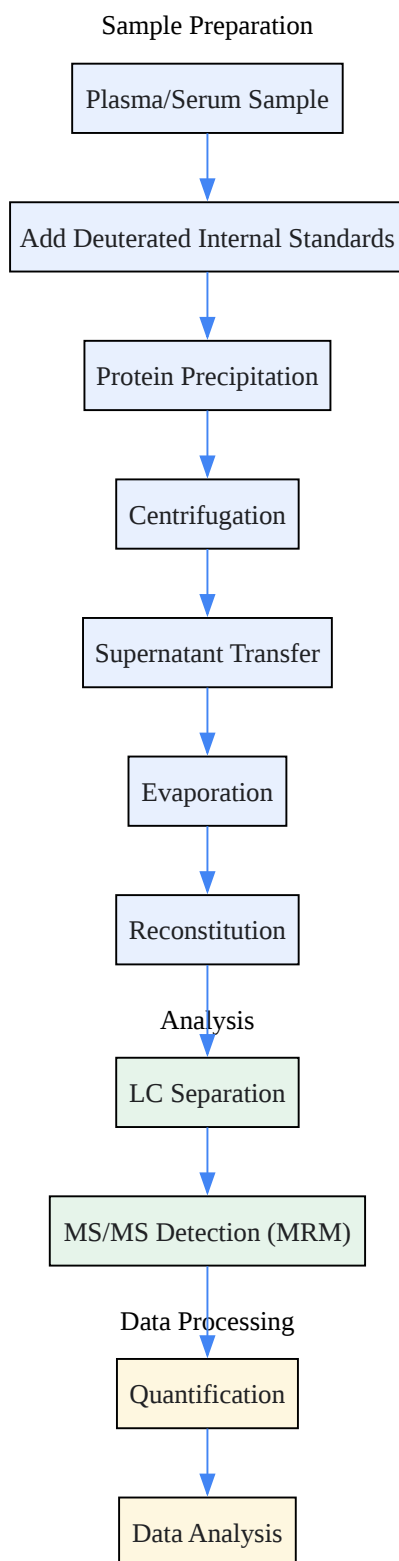 Sample Preparation
Plasma/Serum Sample
Add Deuterated Internal Standards
Protein Precipitation
Centrifugation
Supernatant Transfer
Evaporation
Reconstitution
Analysis
LC Separation
MS/MS Detection (MRM)
Data Processing
Quantification
Data Analysis